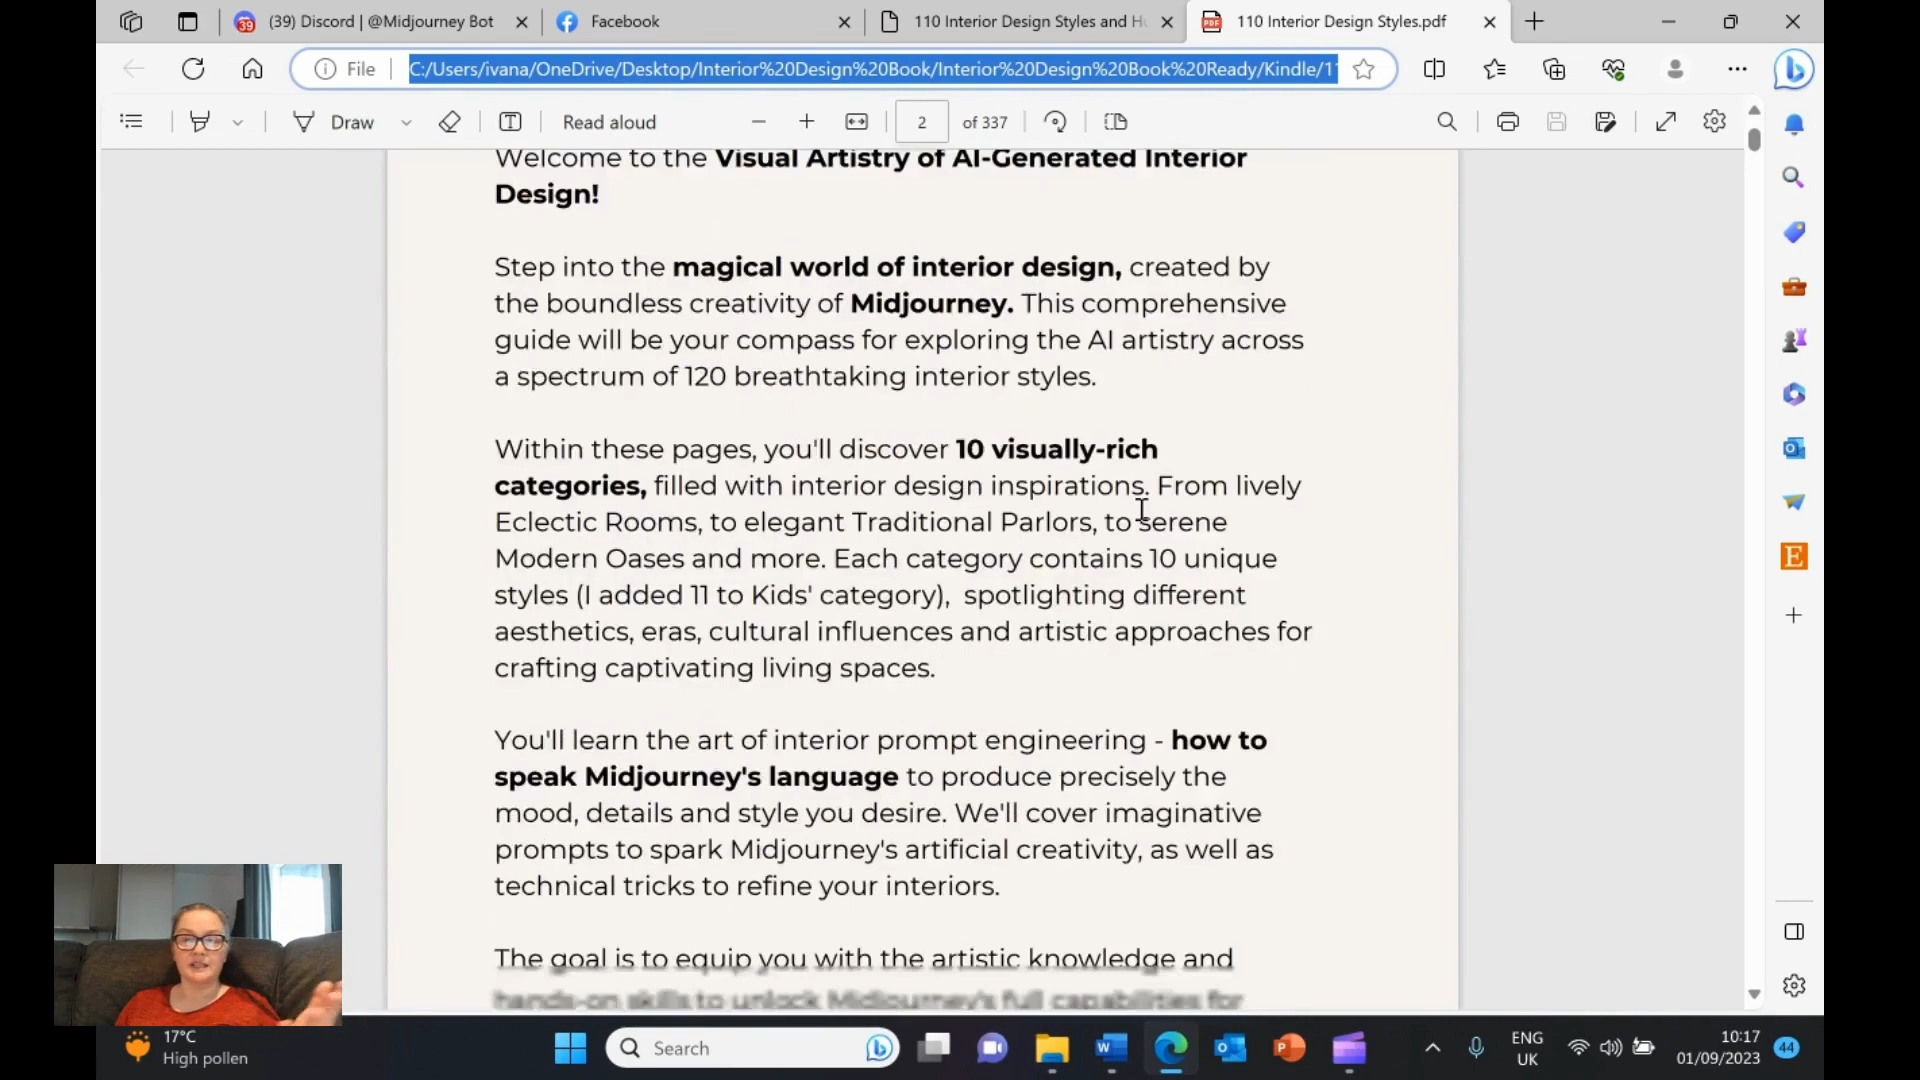 (39) Discord | @Midjourney Bot
Facebook
110 Interior Design Styles and H
110 Interior Design Styles.pdf
File
C:/Users/ivana/OneDrive/Desktop/Interior%20Design%20Book/Interior%20Design%20Book%20Ready/Kindle/1
Draw
Read aloud
2
of 337
Welcome to the Visual Artistry of AI-Generated Interior
Design!
Step into the magical world of interior design, created by
the boundless creativity of Midjourney. This comprehensive
guide will be your compass for exploring the AI artistry across
a spectrum of 120 breathtaking interior styles.
Within these pages, you'll discover 10 visually-rich
categories, filled with interior design inspirations. From lively
Eclectic Rooms, to elegant Traditional Parlors, to serene
Modern Oases and more. Each category contains 10 unique
styles (I added 11 to Kids' category), spotlighting different
aesthetics, eras, cultural influences and artistic approaches for
crafting captivating living spaces.
You'll learn the art of interior prompt engineering - how to
speak Midjourney's language to produce precisely the
mood, details and style you desire. We'll cover imaginative
prompts to spark Midjourney's artificial creativity, as well as
technical tricks to refine your interiors.
The goal is to equip you with the artistic knowledge and
hands-on skills to unlock Midjourney's full capabilities for
17°C
High pollen
Search
ENG
UK
10:17
01/09/2023
44